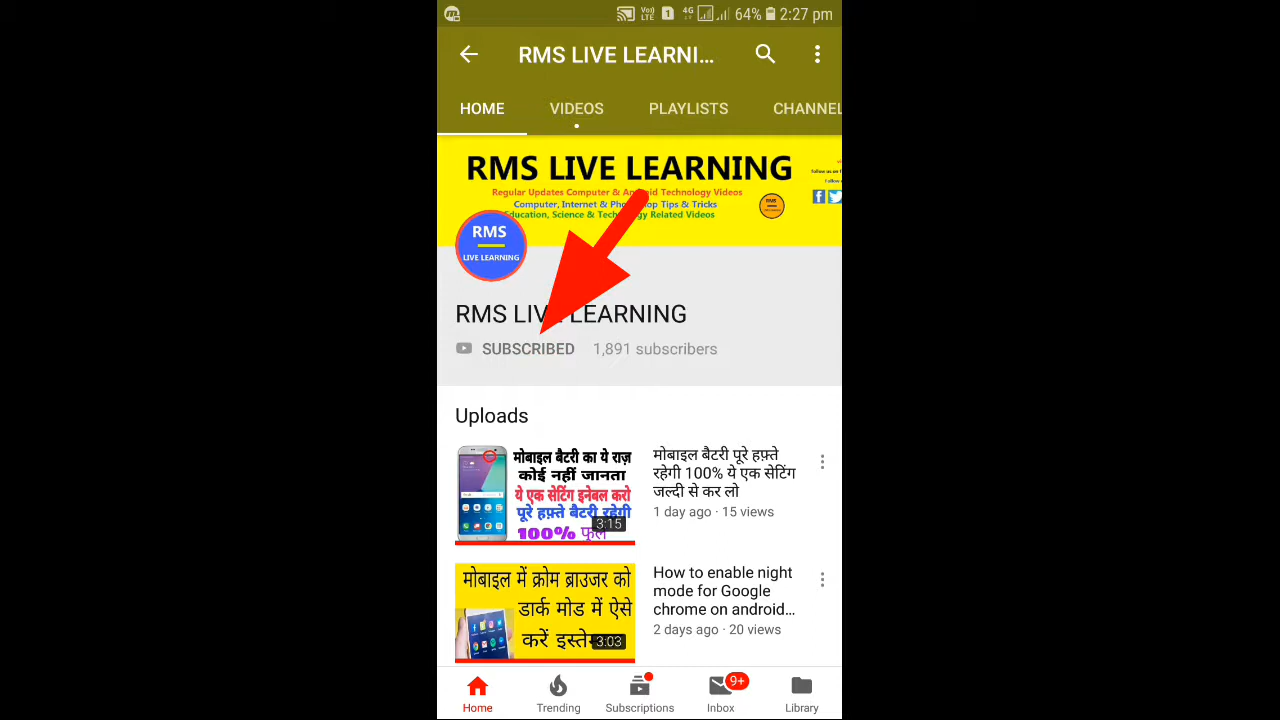 Vo)) LTE 1 4G 64% 2:27 pm
RMS LIVE LEARNI...
HOME VIDEOS PLAYLISTS CHANNEL
RMS LIVE LEARNING
Regular Updates Computer & Android Technology Videos
Computer, Internet & Photoshop Tips & Tricks
Education, Science & Technology Related Videos
RMS
RMS
LIVE LEARNING
RMS LIVE LEARNING
SUBSCRIBED 1,891 subscribers
Uploads
मोबाइल बैटरी का ये राज़
कोई नहीं जानता
ये एक सेटिंग इनेबल करो
पूरे हफ़्ते बैटरी रहेगी
100% फुल
3:15
मोबाइल बैटरी पूरे हफ़्ते
रहेगी 100% ये एक सेटिंग
जल्दी से कर लो
1 day ago · 15 views
मोबाइल में क्रोम ब्राउजर को
डार्क मोड में ऐसे
करें
3:03
How to enable night
mode for Google
chrome on android...
2 days ago · 20 views
9+
Home Trending Subscriptions Inbox Library